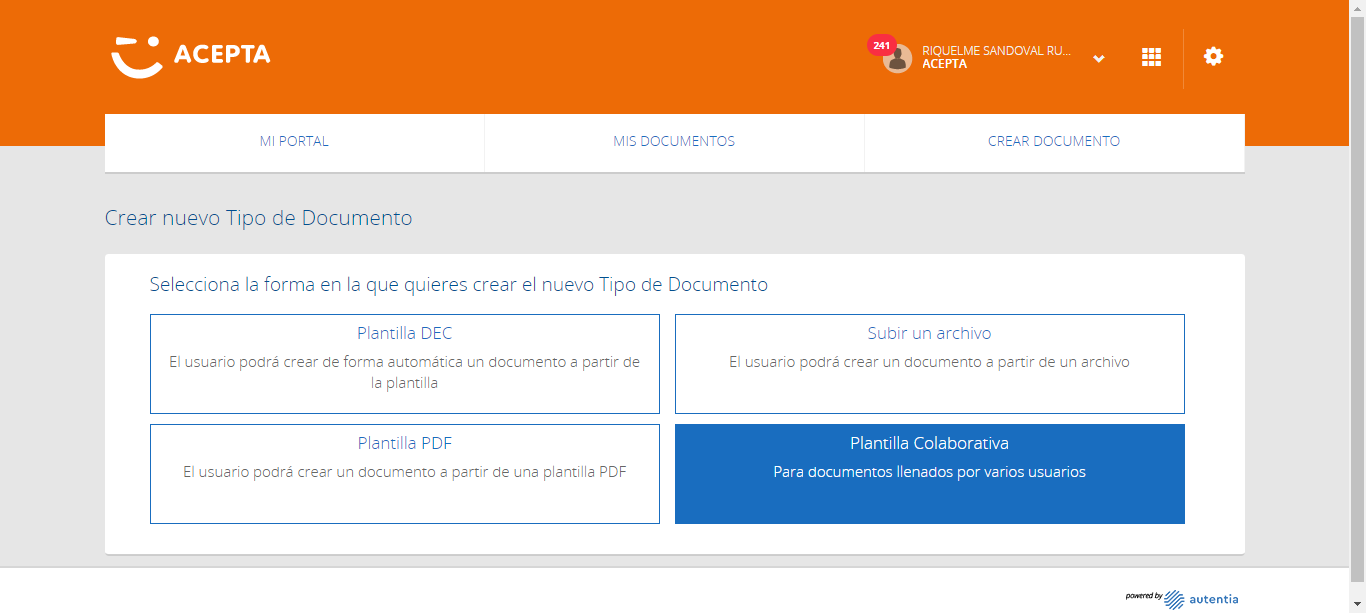 ACEPTA
241
RIQUELME SANDOVAL RU...
ACEPTA
MI PORTAL
MIS DOCUMENTOS
CREAR DOCUMENTO
Crear nuevo Tipo de Documento
Selecciona la forma en la que quieres crear el nuevo Tipo de Documento
Plantilla DEC
El usuario podrá crear de forma automática un documento a partir de
la plantilla
Subir un archivo
El usuario podrá crear un documento a partir de un archivo
Plantilla PDF
El usuario podrá crear un documento a partir de una plantilla PDF
Plantilla Colaborativa
Para documentos llenados por varios usuarios
powered by autentia